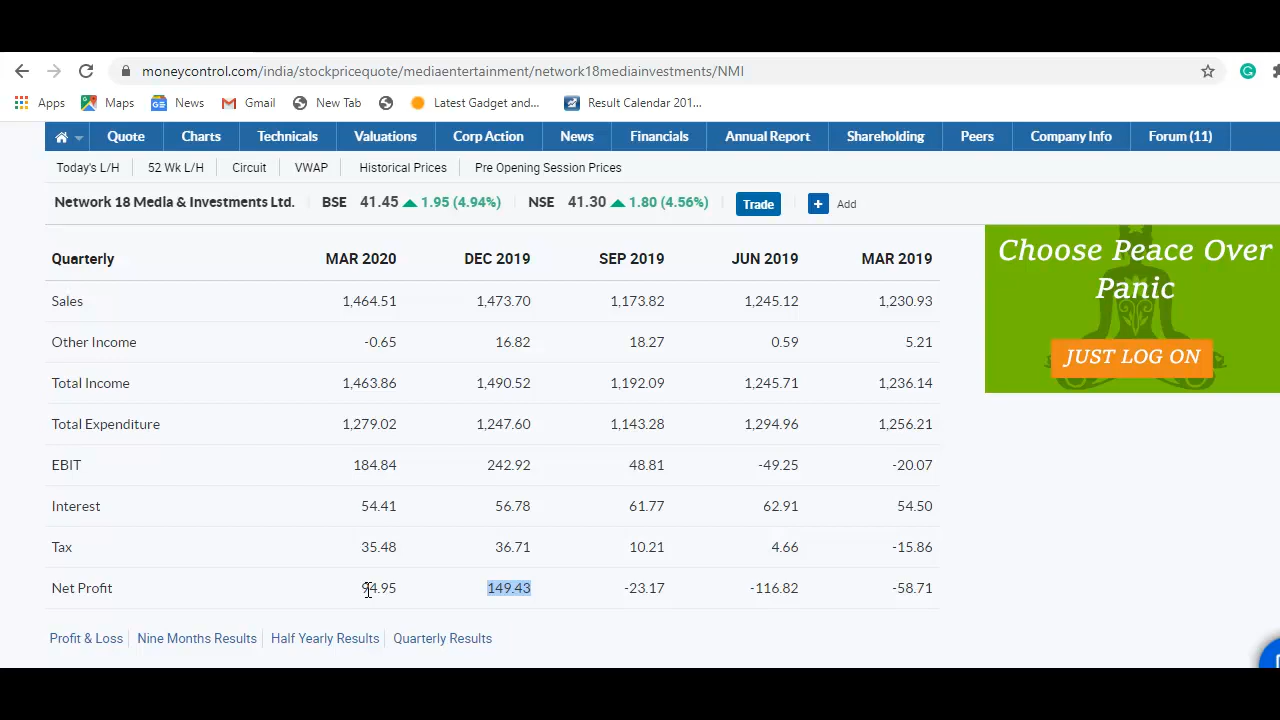 moneycontrol.com/india/stockpricequote/mediaentertainment/network18mediainvestments/NMI
Apps Maps News Gmail New Tab Latest Gadget and... Result Calendar 201...
Quote Charts Technicals Valuations Corp Action News Financials Annual Report Shareholding Peers Company Info Forum (11)
Today's L/H 52 Wk L/H Circuit VWAP Historical Prices Pre Opening Session Prices
Network 18 Media & Investments Ltd. BSE 41.45 1.95 (4.94%) NSE 41.30 1.80 (4.56%) Trade + Add
Quarterly MAR 2020 DEC 2019 SEP 2019 JUN 2019 MAR 2019
Sales 1,464.51 1,473.70 1,173.82 1,245.12 1,230.93
Other Income -0.65 16.82 18.27 0.59 5.21
Total Income 1,463.86 1,490.52 1,192.09 1,245.71 1,236.14
Total Expenditure 1,279.02 1,247.60 1,143.28 1,294.96 1,256.21
EBIT 184.84 242.92 48.81 -49.25 -20.07
Interest 54.41 56.78 61.77 62.91 54.50
Tax 35.48 36.71 10.21 4.66 -15.86
Net Profit 94.95 149.43 -23.17 -116.82 -58.71
Profit & Loss Nine Months Results Half Yearly Results Quarterly Results
Choose Peace Over
Panic
JUST LOG ON